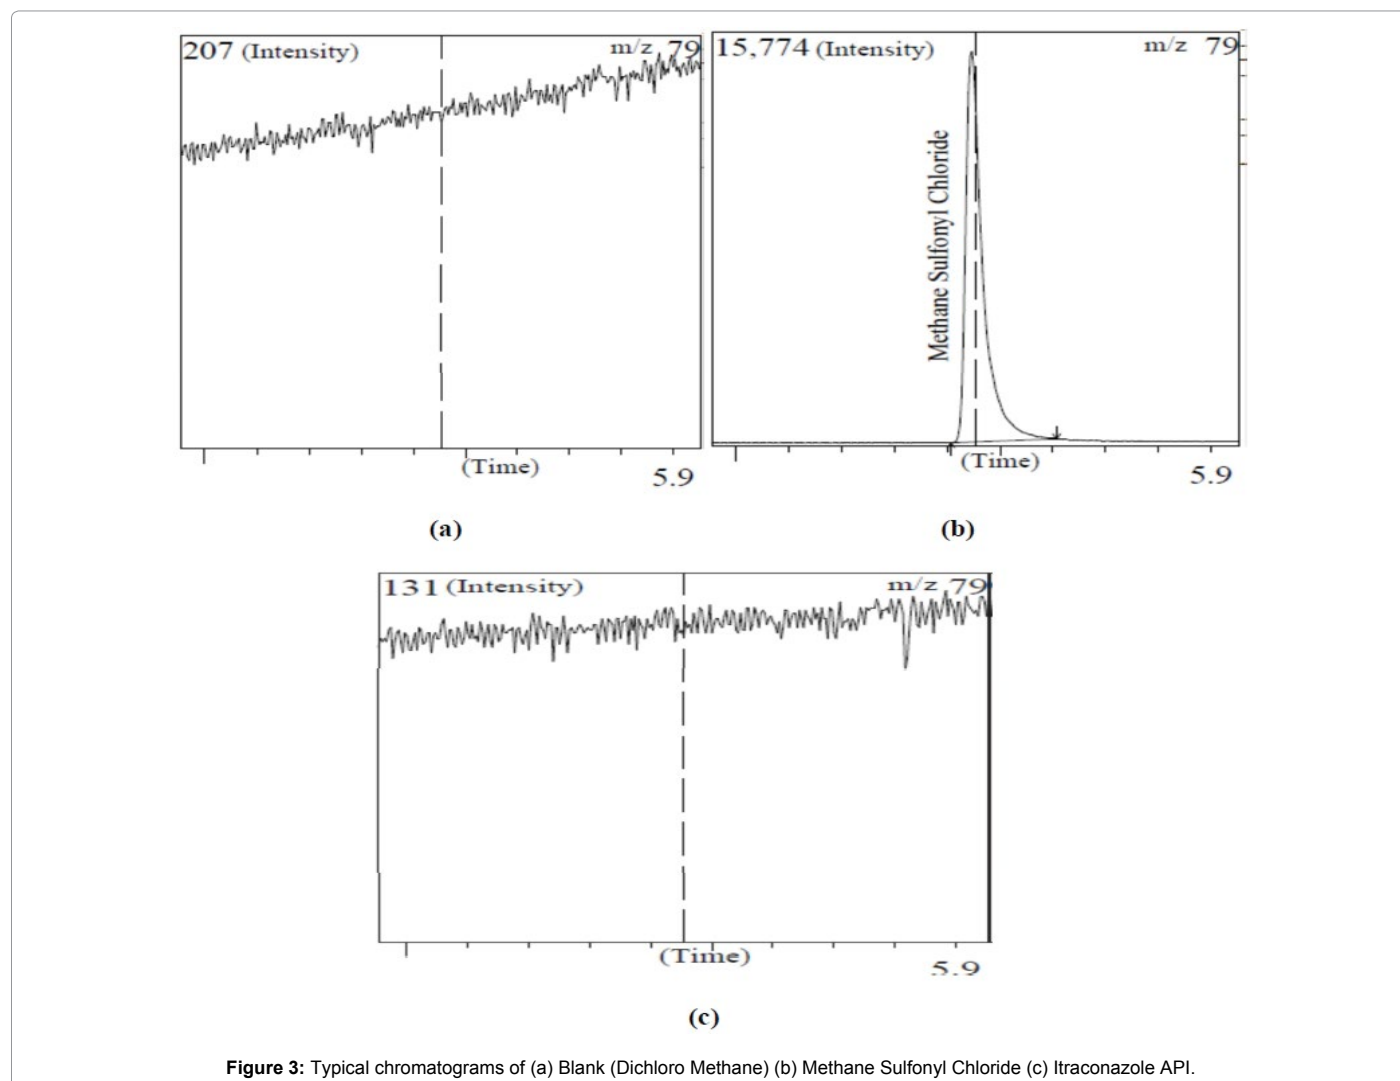 207 (Intensity) m/z 79
(Time)
5.9
(a)
15,774 (Intensity) m/z 79
Methane Sulfonyl Chloride
(Time)
5.9
(b)
131 (Intensity) m/z 79
(Time)
5.9
(c)
Figure 3: Typical chromatograms of (a) Blank (Dichloro Methane) (b) Methane Sulfonyl Chloride (c) Itraconazole API.